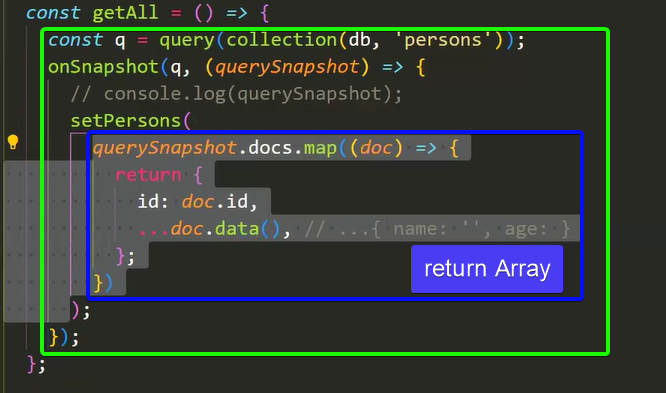 const getAll = () => {
const q = query(collection(db, 'persons'));
onSnapshot(q, (querySnapshot) => {
// console.log(querySnapshot);
setPersons(
querySnapshot.docs.map((doc) => {
return {
id: doc.id,
...doc.data(), // ...{ name: '', age: }
};
})
return Array
);
});
};